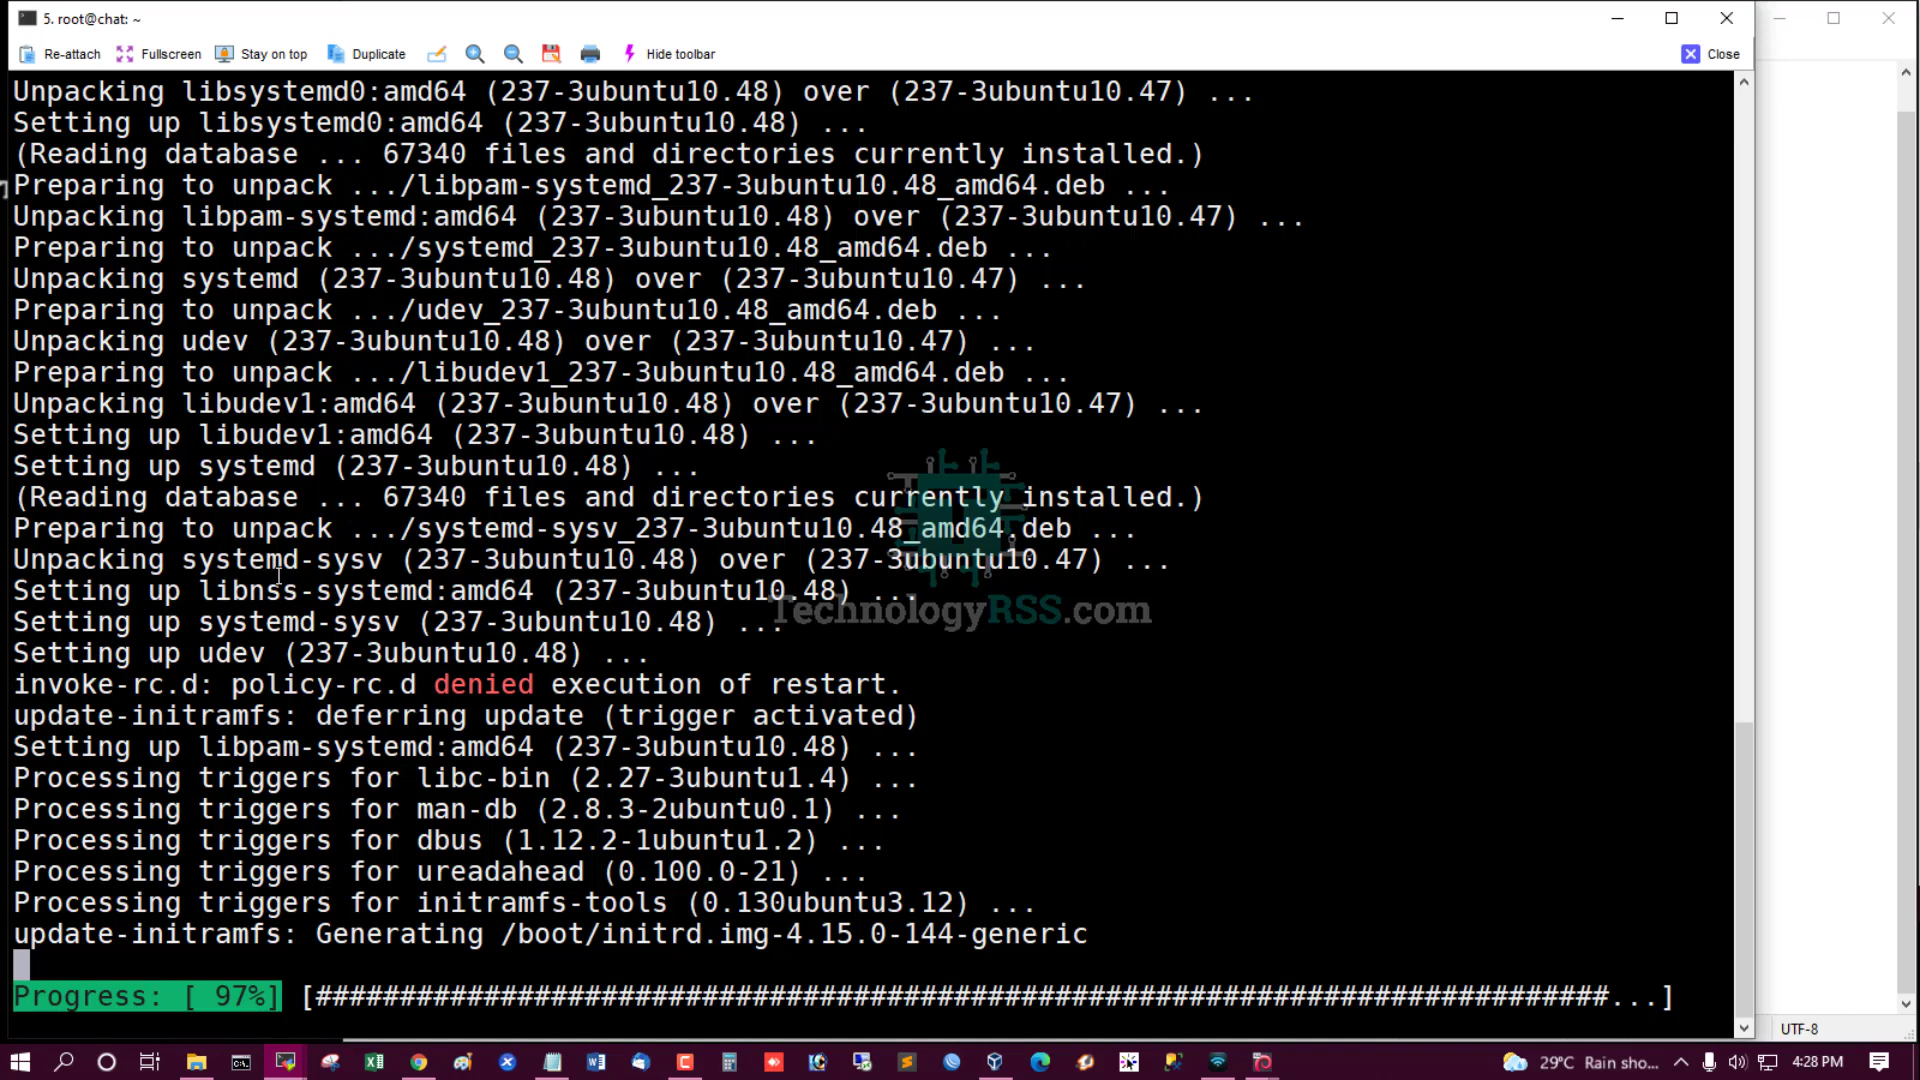 5. root@chat: ~
Re-attach Fullscreen Stay on top Duplicate Hide toolbar Close
Unpacking libsystemd0:amd64 (237-3ubuntu10.48) over (237-3ubuntu10.47) ...
Setting up libsystemd0:amd64 (237-3ubuntu10.48) ...
(Reading database ... 67340 files and directories currently installed.)
Preparing to unpack .../libpam-systemd_237-3ubuntu10.48_amd64.deb ...
Unpacking libpam-systemd:amd64 (237-3ubuntu10.48) over (237-3ubuntu10.47) ...
Preparing to unpack .../systemd_237-3ubuntu10.48_amd64.deb ...
Unpacking systemd (237-3ubuntu10.48) over (237-3ubuntu10.47) ...
Preparing to unpack .../udev_237-3ubuntu10.48_amd64.deb ...
Unpacking udev (237-3ubuntu10.48) over (237-3ubuntu10.47) ...
Preparing to unpack .../libudev1_237-3ubuntu10.48_amd64.deb ...
Unpacking libudev1:amd64 (237-3ubuntu10.48) over (237-3ubuntu10.47) ...
Setting up libudev1:amd64 (237-3ubuntu10.48) ...
Setting up systemd (237-3ubuntu10.48) ...
(Reading database ... 67340 files and directories currently installed.)
Preparing to unpack .../systemd-sysv_237-3ubuntu10.48_amd64.deb ...
Unpacking systemd-sysv (237-3ubuntu10.48) over (237-3ubuntu10.47) ...
Setting up libnss-systemd:amd64 (237-3ubuntu10.48) ...
TechnologyRSS.com
Setting up systemd-sysv (237-3ubuntu10.48) ...
Setting up udev (237-3ubuntu10.48) ...
invoke-rc.d: policy-rc.d denied execution of restart.
update-initramfs: deferring update (trigger activated)
Setting up libpam-systemd:amd64 (237-3ubuntu10.48) ...
Processing triggers for libc-bin (2.27-3ubuntu1.4) ...
Processing triggers for man-db (2.8.3-2ubuntu0.1) ...
Processing triggers for dbus (1.12.2-1ubuntu1.2) ...
Processing triggers for ureadahead (0.100.0-21) ...
Processing triggers for initramfs-tools (0.130ubuntu3.12) ...
update-initramfs: Generating /boot/initrd.img-4.15.0-144-generic
Progress: [ 97%] [#############################################################################...]
UTF-8
29°C Rain sho... 4:28 PM